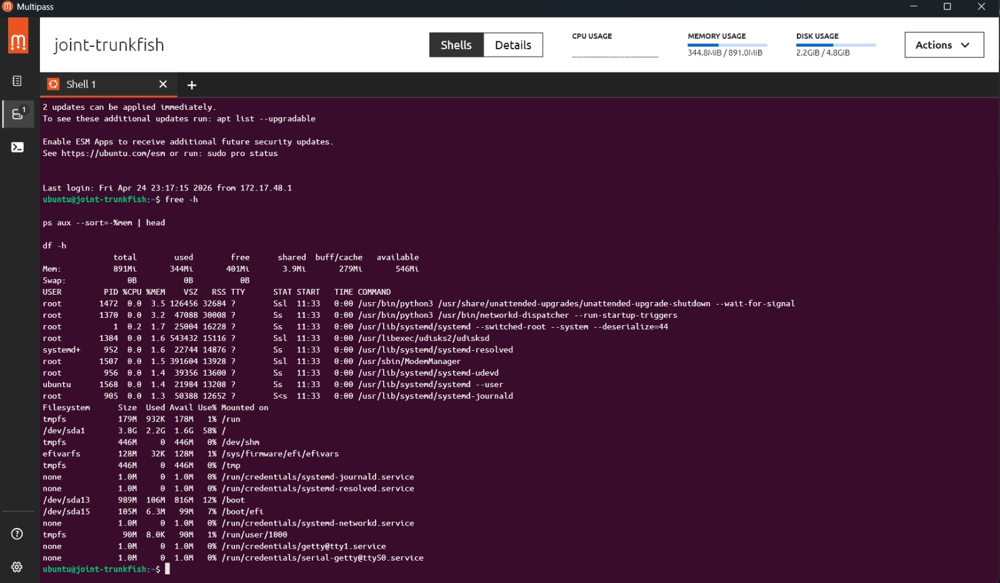 Multipass
joint-trunkfish
Shells
Details
CPU USAGE
MEMORY USAGE
344.8MiB / 891.0MiB
DISK USAGE
2.2GiB / 4.8GiB
Actions
1
Shell 1
2 updates can be applied immediately.
To see these additional updates run: apt list --upgradable
Enable ESM Apps to receive additional future security updates.
See https://ubuntu.com/esm or run: sudo pro status
Last login: Fri Apr 24 23:17:15 2026 from 172.17.48.1
ubuntu@joint-trunkfish:~$ free -h
ps aux --sort=-%mem | head
df -h
               total        used        free      shared  buff/cache   available
Mem:           891Mi       344Mi       401Mi       3.9Mi       279Mi       546Mi
Swap:             0B          0B          0B
USER         PID %CPU %MEM    VSZ   RSS TTY      STAT START   TIME COMMAND
root        1472  0.0  3.5 126456 32684 ?        Ssl  11:33   0:00 /usr/bin/python3 /usr/share/unattended-upgrades/unattended-upgrade-shutdown --wait-for-signal
root        1370  0.0  3.2  47088 30008 ?        Ss   11:33   0:00 /usr/bin/python3 /usr/bin/networkd-dispatcher --run-startup-triggers
root           1  0.2  1.7  25004 16228 ?        Ss   11:33   0:00 /usr/lib/systemd/systemd --switched-root --system --deserialize=44
root        1384  0.0  1.6 543432 15116 ?        Ssl  11:33   0:00 /usr/libexec/udisks2/udisksd
systemd+     952  0.0  1.6  22744 14876 ?        Ss   11:33   0:00 /usr/lib/systemd/systemd-resolved
root        1507  0.0  1.5 391604 13928 ?        Ssl  11:33   0:00 /usr/sbin/ModemManager
root         956  0.0  1.4  39356 13600 ?        Ss   11:33   0:00 /usr/lib/systemd/systemd-udevd
ubuntu      1568  0.0  1.4  21984 13208 ?        Ss   11:33   0:00 /usr/lib/systemd/systemd --user
root         905  0.0  1.3  50388 12652 ?        S<s  11:33   0:00 /usr/lib/systemd/systemd-journald
Filesystem      Size  Used Avail Use% Mounted on
tmpfs           179M  932K  178M   1% /run
/dev/sda1       3.8G  2.2G  1.6G  58% /
tmpfs           446M     0  446M   0% /dev/shm
efivarfs        128M   32K  128M   1% /sys/firmware/efi/efivars
tmpfs           446M     0  446M   0% /tmp
none            1.0M     0  1.0M   0% /run/credentials/systemd-journald.service
none            1.0M     0  1.0M   0% /run/credentials/systemd-resolved.service
/dev/sda13      989M  106M  816M  12% /boot
/dev/sda15      105M  6.3M   99M   7% /boot/efi
none            1.0M     0  1.0M   0% /run/credentials/systemd-networkd.service
tmpfs            90M  8.0K   90M   1% /run/user/1000
none            1.0M     0  1.0M   0% /run/credentials/getty@tty1.service
none            1.0M     0  1.0M   0% /run/credentials/serial-getty@ttyS0.service
ubuntu@joint-trunkfish:~$